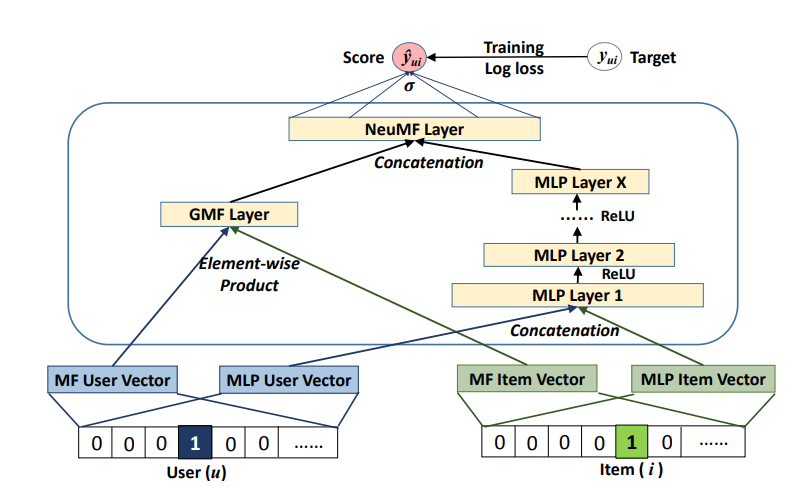 Score ŷui Training yui Target
Log loss
σ
NeuMF Layer
Concatenation
MLP Layer X
GMF Layer
...... ReLU
Element-wise
Product
MLP Layer 2
ReLU
MLP Layer 1
Concatenation
MF User Vector MLP User Vector MF Item Vector MLP Item Vector
0 0 0 1 0 0 ...... 0 0 0 0 1 0 ......
User (u) Item ( i )